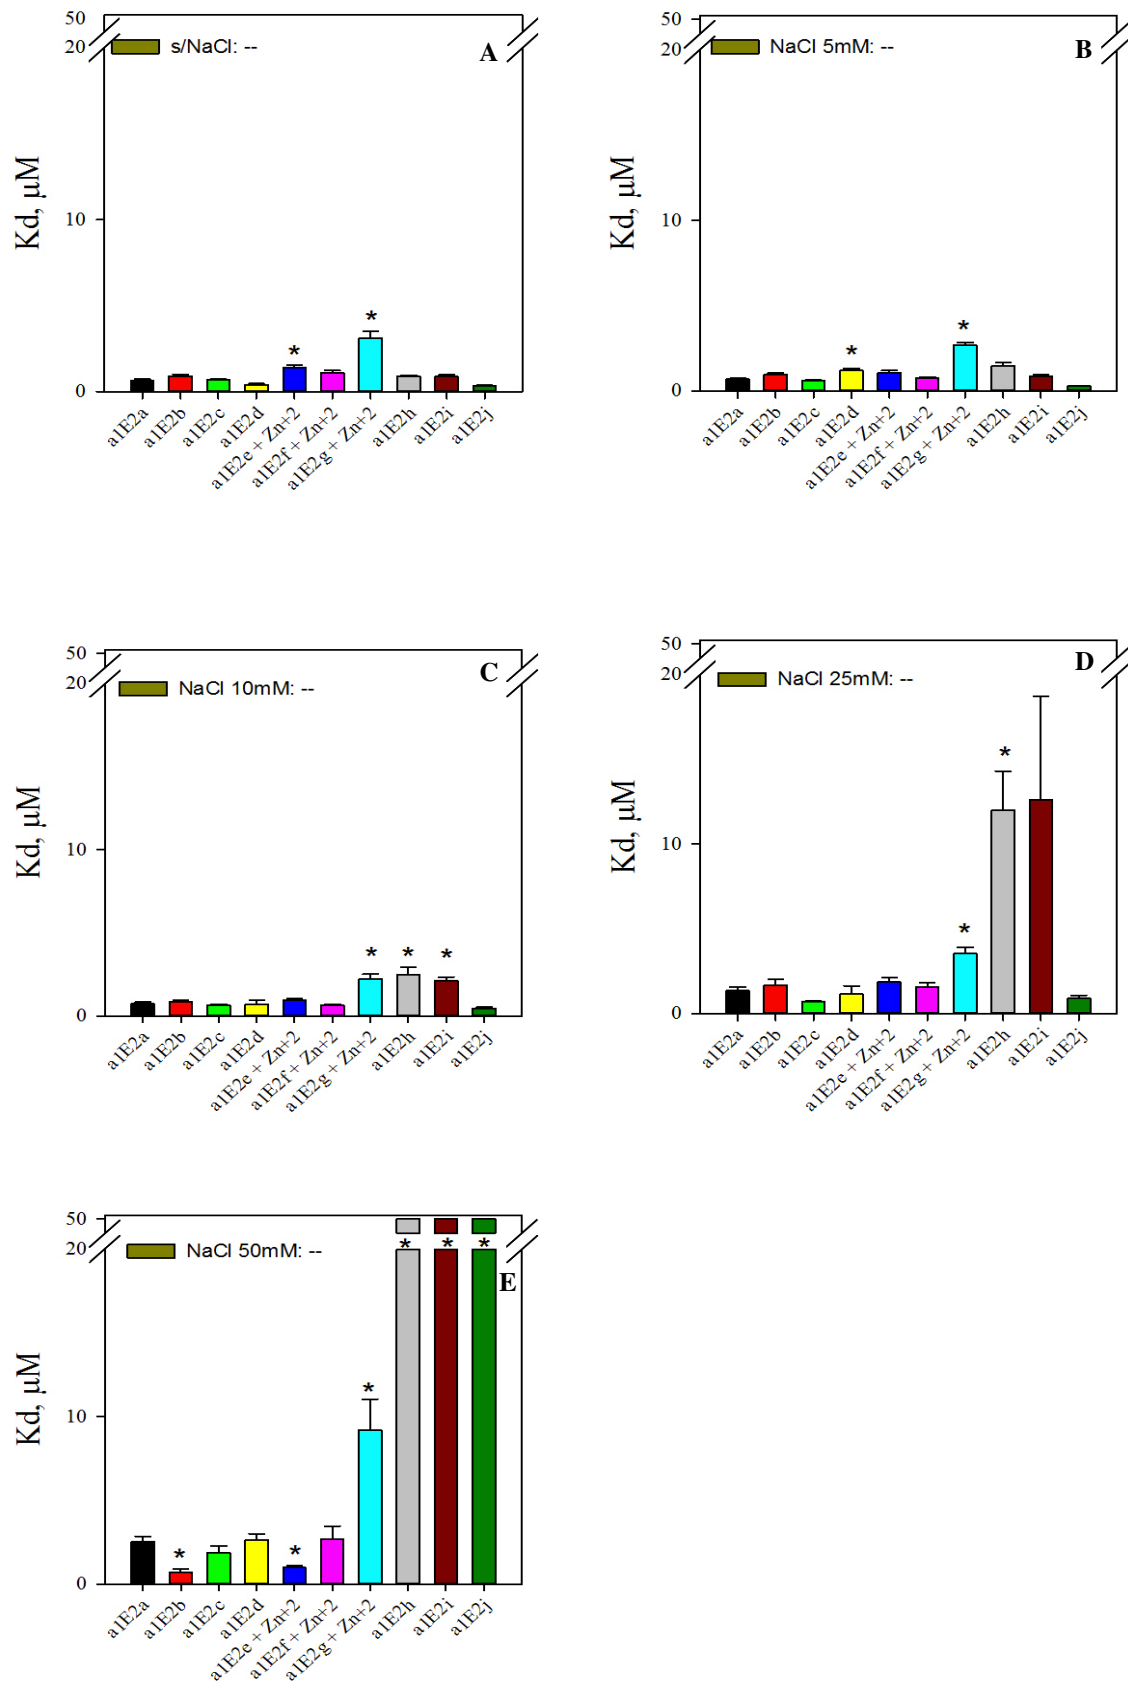 50
20
s/NaCl: --
A
Kd, µM
10
0
a1E2a
a1E2b
a1E2c
a1E2d
a1E2e + Zn+2
a1E2f + Zn+2
a1E2g + Zn+2
a1E2h
a1E2i
a1E2j
50
20
NaCl 5mM: --
B
Kd, µM
10
0
a1E2a
a1E2b
a1E2c
a1E2d
a1E2e + Zn+2
a1E2f + Zn+2
a1E2g + Zn+2
a1E2h
a1E2i
a1E2j
50
20
NaCl 10mM: --
C
Kd, µM
10
0
a1E2a
a1E2b
a1E2c
a1E2d
a1E2e + Zn+2
a1E2f + Zn+2
a1E2g + Zn+2
a1E2h
a1E2i
a1E2j
50
20
NaCl 25mM: --
D
Kd, µM
10
0
a1E2a
a1E2b
a1E2c
a1E2d
a1E2e + Zn+2
a1E2f + Zn+2
a1E2g + Zn+2
a1E2h
a1E2i
a1E2j
50
20
NaCl 50mM: --
E
Kd, µM
10
0
a1E2a
a1E2b
a1E2c
a1E2d
a1E2e + Zn+2
a1E2f + Zn+2
a1E2g + Zn+2
a1E2h
a1E2i
a1E2j